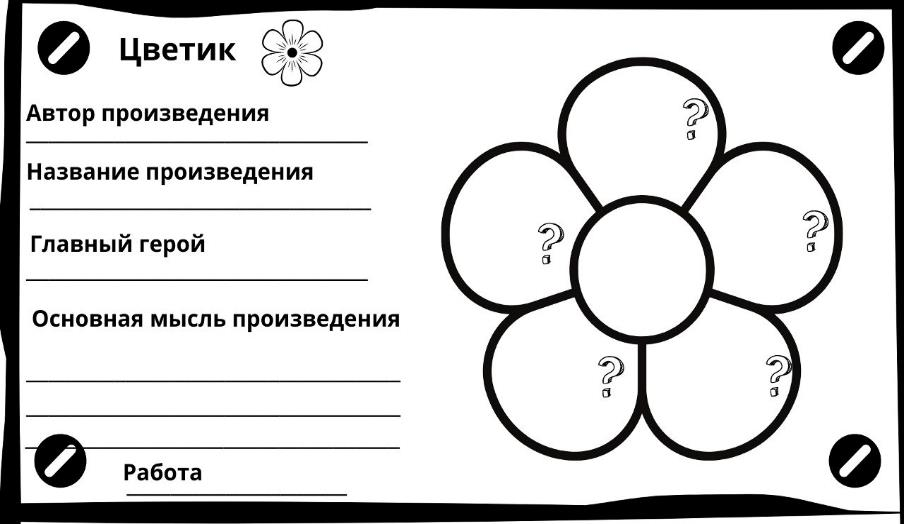 Цветик
Автор произведения
Название произведения
Главный герой
Основная мысль произведения
Работа
?
?
?
?
?